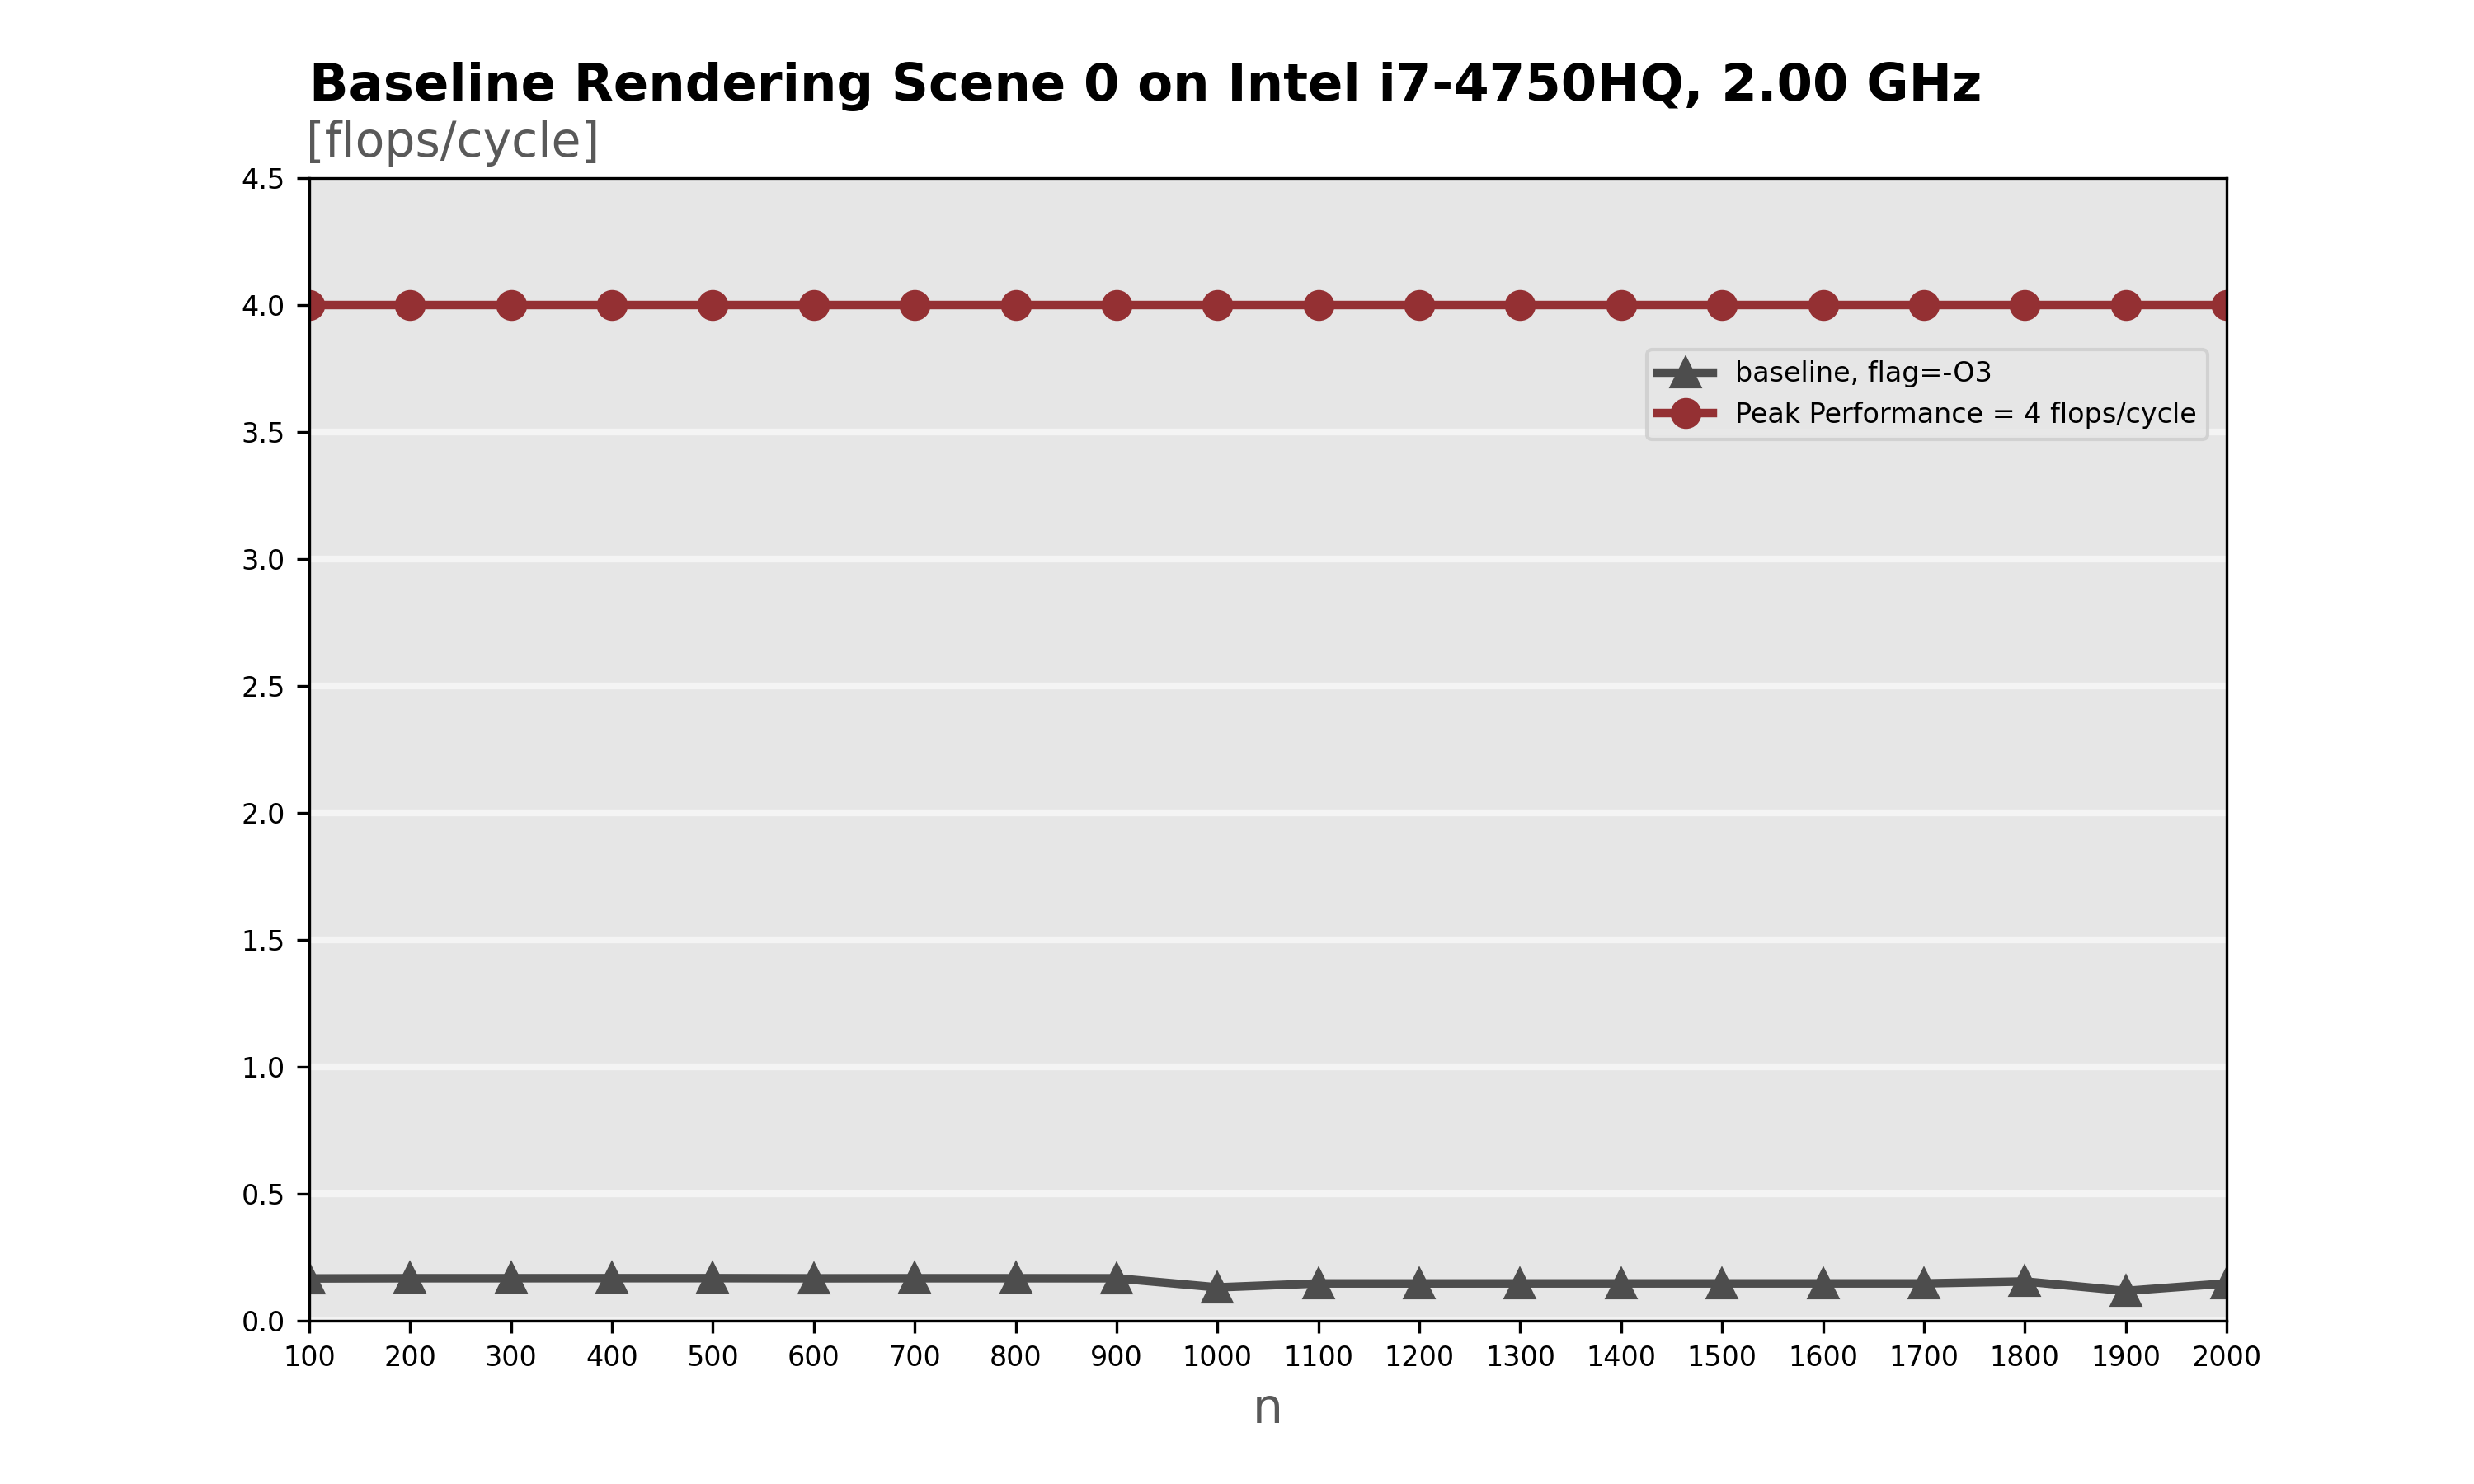 Baseline Rendering Scene 0 on Intel i7-4750HQ, 2.00 GHz
[flops/cycle]
4.5
4.0
baseline, flag=-O3
Peak Performance = 4 flops/cycle
3.5
3.0
2.5
2.0
1.5
1.0
0.5
0.0
100 200 300 400 500 600 700 800 900 1000 1100 1200 1300 1400 1500 1600 1700 1800 1900 2000
n